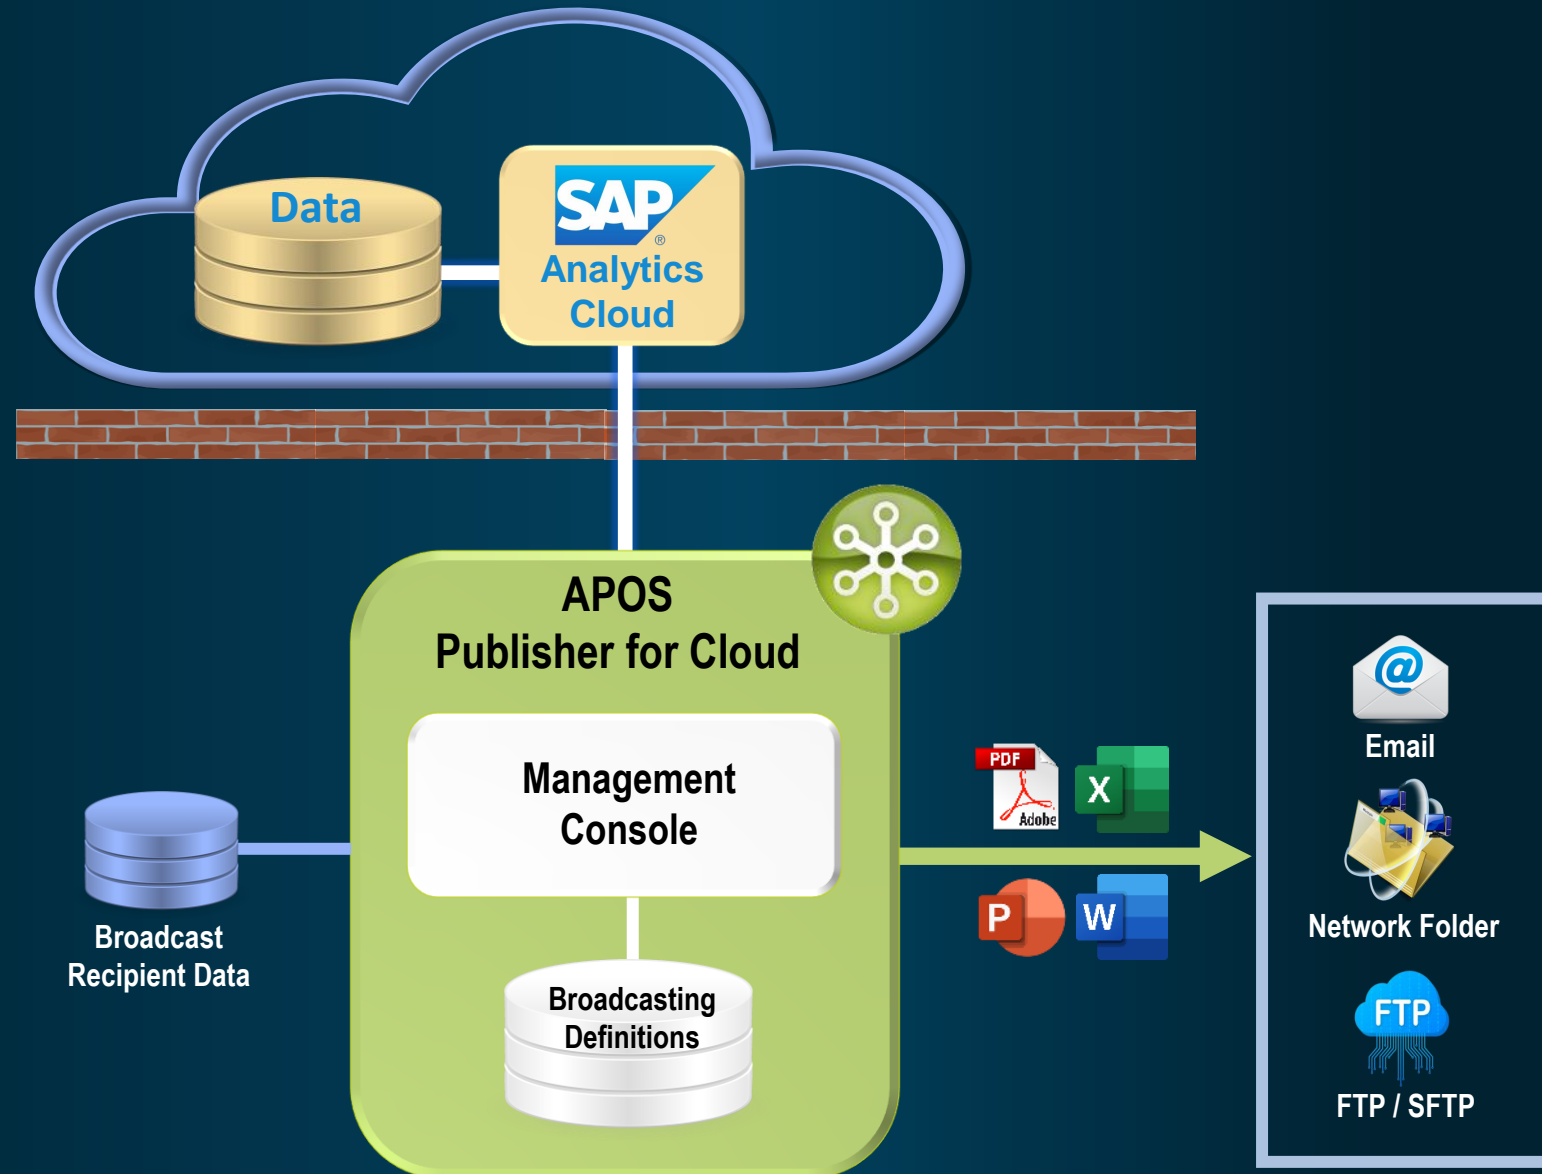 Data
SAP
®
Analytics
Cloud
APOS
Publisher for Cloud
Management
Console
Broadcasting
Definitions
Broadcast
Recipient Data
PDF
Adobe
X
P
W
@
Email
Network Folder
FTP
FTP / SFTP